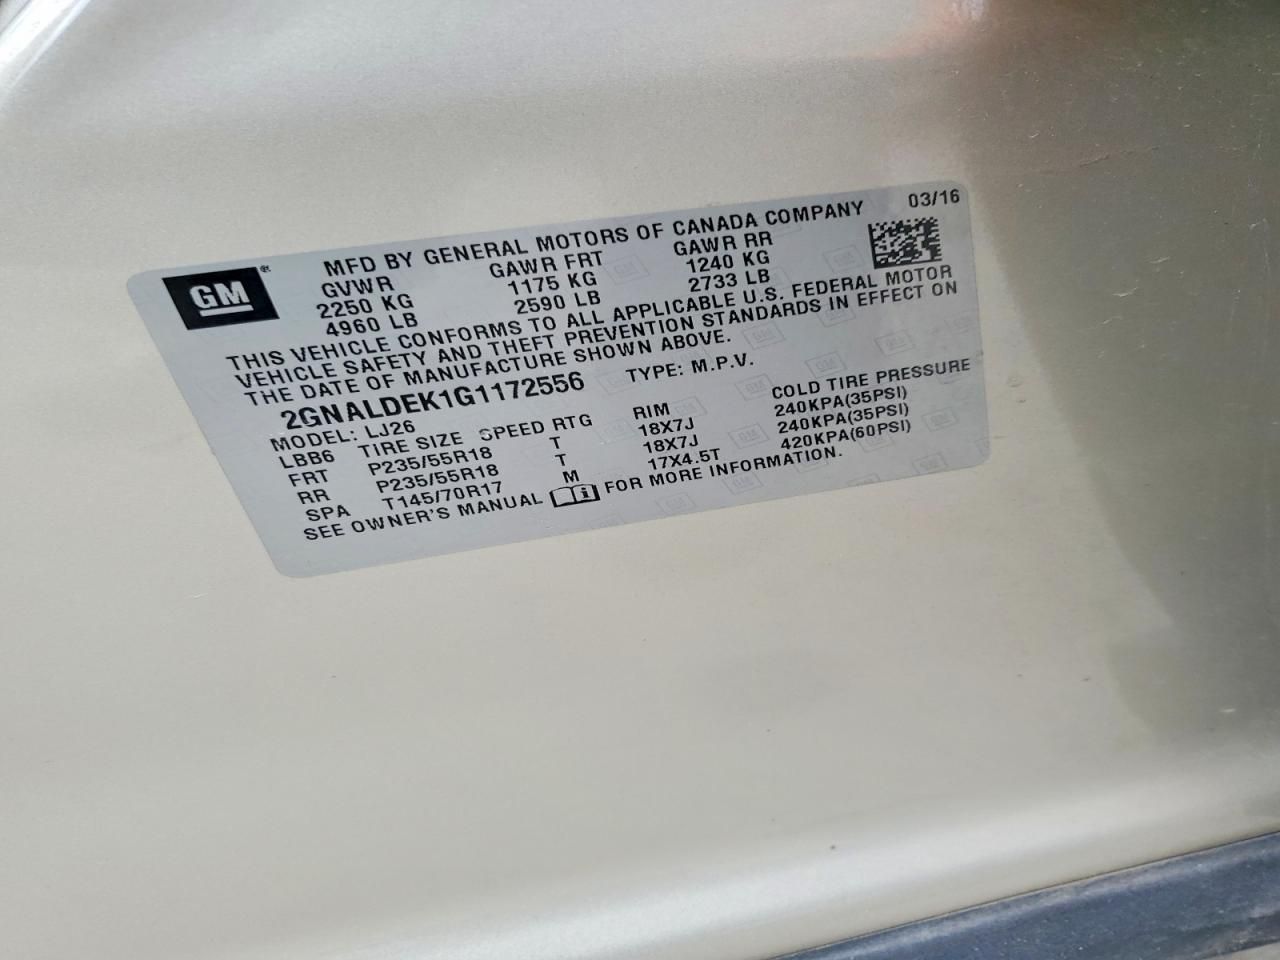 GM®
MFD BY GENERAL MOTORS OF CANADA COMPANY 03/16
GVWR GAWR FRT GAWR RR
2250 KG 1175 KG 1240 KG
4960 LB 2590 LB 2733 LB
THIS VEHICLE CONFORMS TO ALL APPLICABLE U.S. FEDERAL MOTOR
VEHICLE SAFETY AND THEFT PREVENTION STANDARDS IN EFFECT ON
THE DATE OF MANUFACTURE SHOWN ABOVE.
2GNALDEK1G1172556 TYPE: M.P.V.
MODEL: LJ26
LBB6 TIRE SIZE SPEED RTG RIM COLD TIRE PRESSURE
FRT P235/55R18 T 18X7J 240KPA(35PSI)
RR P235/55R18 T 18X7J 240KPA(35PSI)
SPA T145/70R17 M 17X4.5T 420KPA(60PSI)
SEE OWNER'S MANUAL FOR MORE INFORMATION.